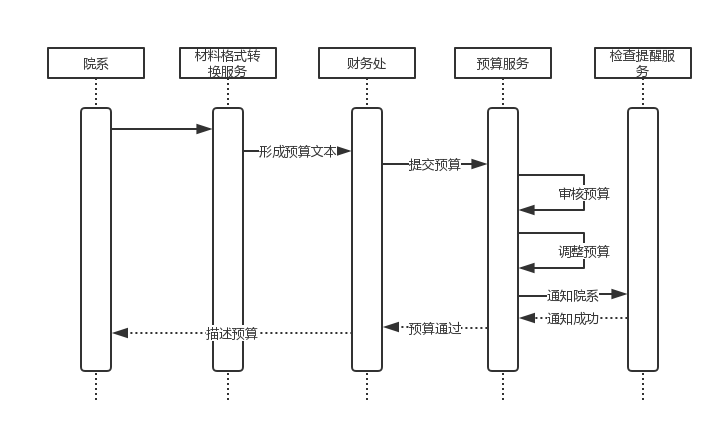 院系
材料格式转
换服务
财务处
预算服务
检查提醒服
务
形成预算文本
提交预算
审核预算
调整预算
通知院系
通知成功
预算通过
描述预算